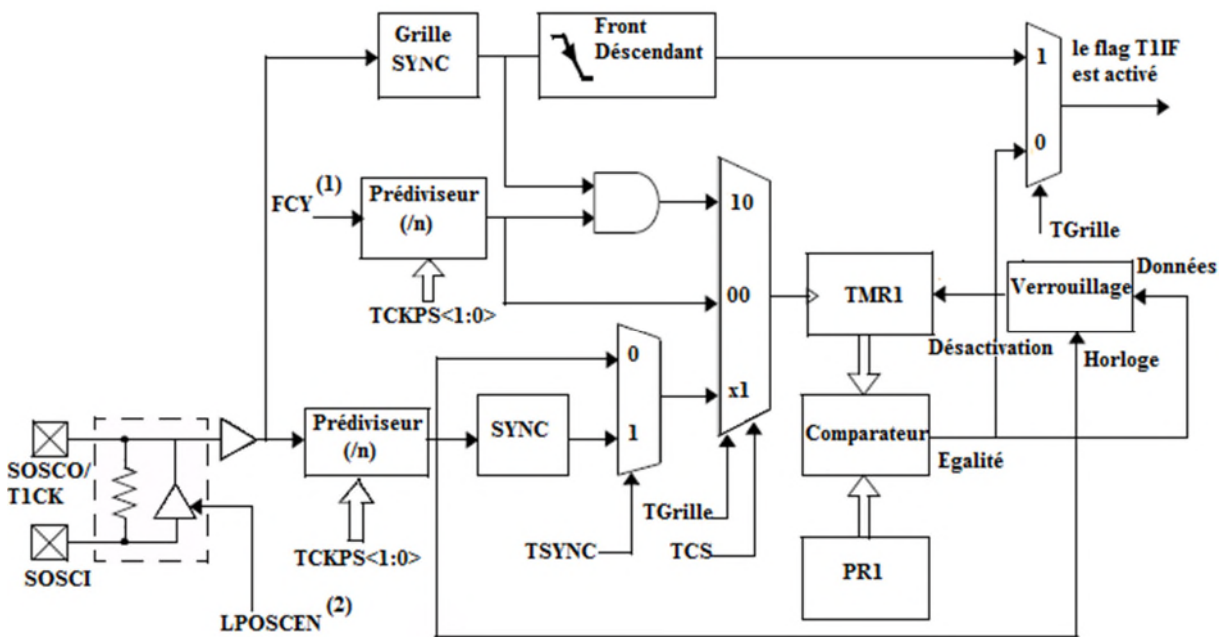 Grille
SYNC
Front
Déscendant
1
0
le flag T1IF
est activé
TGrille
FCY (1)
Prédiviseur
(/n)
TCKPS<1:0>
10
00
x1
TMR1
Verrouillage
Données
Désactivation
Horloge
0
1
SOSCO/
T1CK
SOSCI
Prédiviseur
(/n)
SYNC
TCKPS<1:0>
LPOSCEN (2)
TSYNC
TGrille
TCS
Comparateur
Egalité
PR1